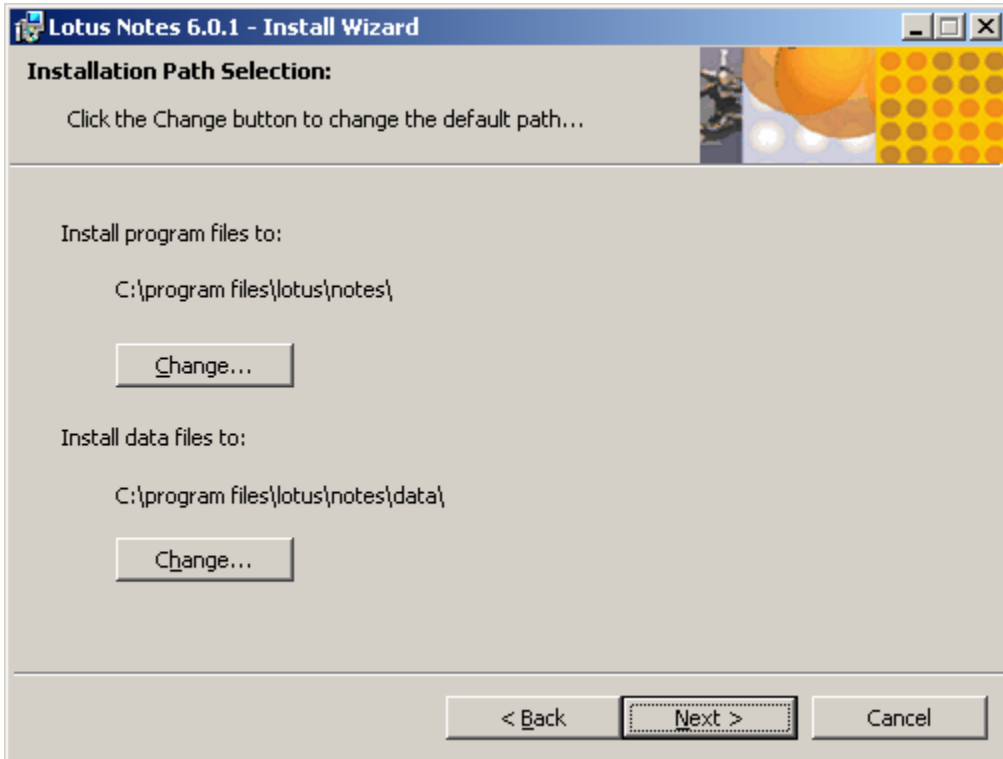 Lotus Notes 6.0.1 - Install Wizard
Installation Path Selection:
Click the Change button to change the default path...
Install program files to:
C:\program files\lotus\notes\
Change...
Install data files to:
C:\program files\lotus\notes\data\
Change...
< Back Next > Cancel